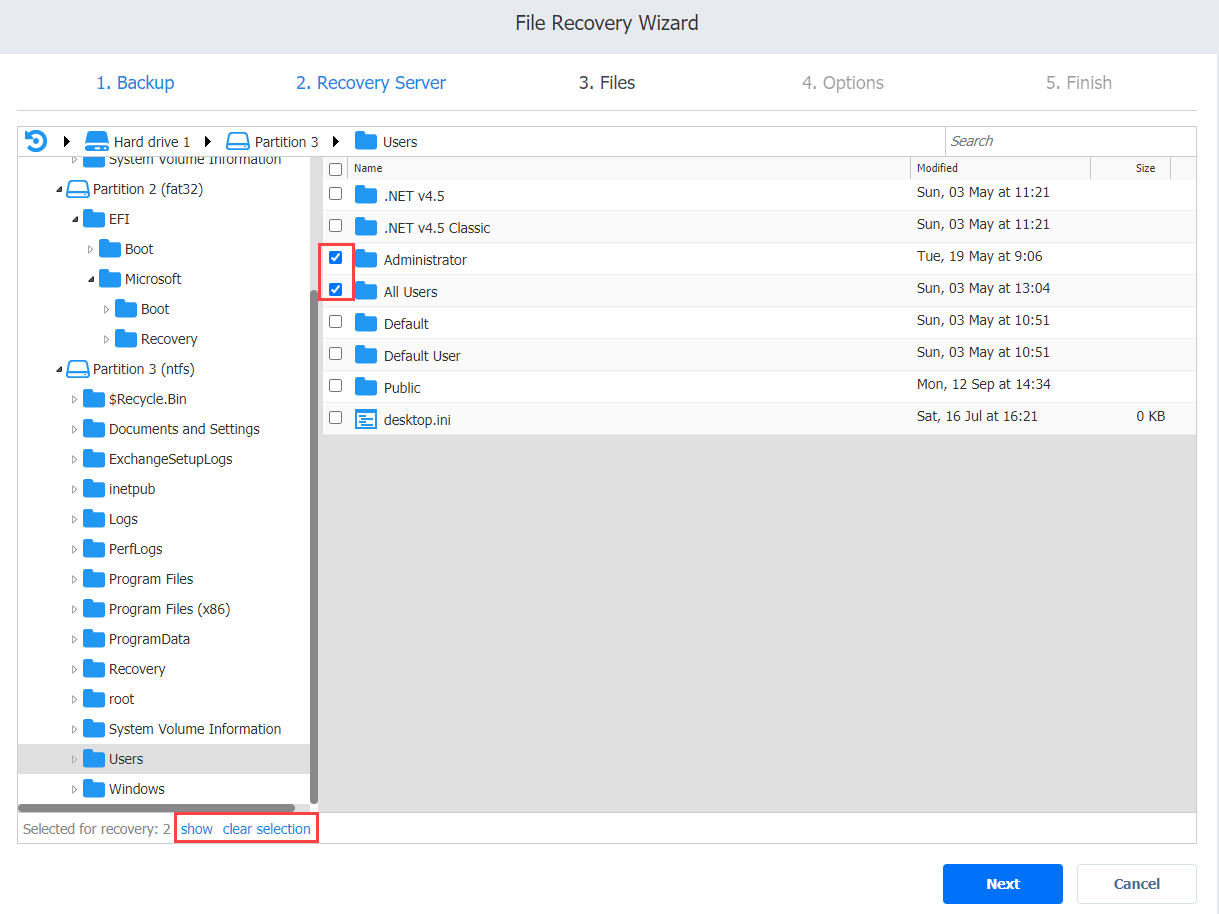 File Recovery Wizard
1. Backup 2. Recovery Server 3. Files 4. Options 5. Finish
Hard drive 1 Partition 3 Users Search
System Volume Information
Partition 2 (fat32)
EFI
Boot
Microsoft
Boot
Recovery
Partition 3 (ntfs)
$Recycle.Bin
Documents and Settings
ExchangeSetupLogs
inetpub
Logs
PerfLogs
Program Files
Program Files (x86)
ProgramData
Recovery
root
System Volume Information
Users
Windows
Name Modified Size
.NET v4.5 Sun, 03 May at 11:21
.NET v4.5 Classic Sun, 03 May at 11:21
Administrator Tue, 19 May at 9:06
All Users Sun, 03 May at 13:04
Default Sun, 03 May at 10:51
Default User Sun, 03 May at 10:51
Public Mon, 12 Sep at 14:34
desktop.ini Sat, 16 Jul at 16:21 0 KB
Selected for recovery: 2 show clear selection
Next Cancel